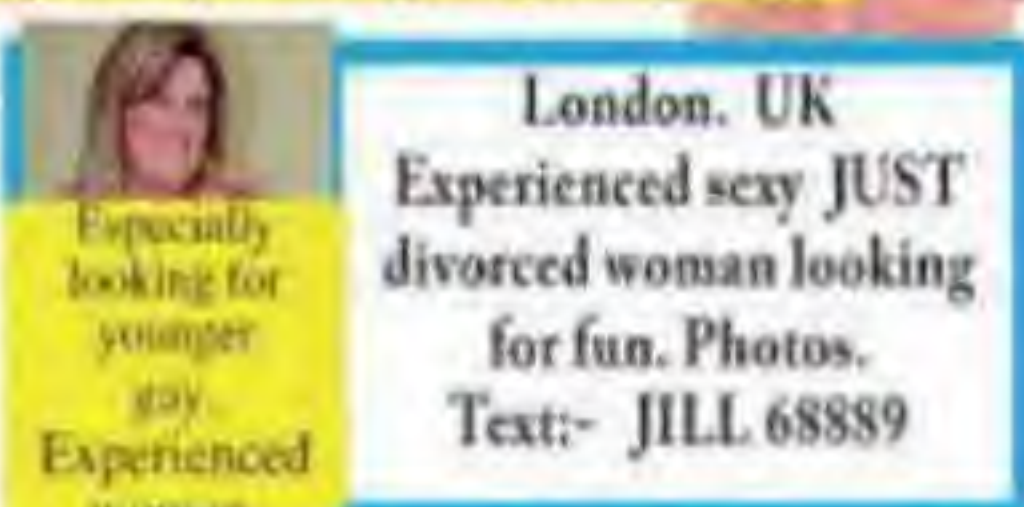 Especially
looking for
younger
gay.
Experienced
London. UK
Experienced sexy JUST
divorced woman looking
for fun. Photos.
Text:- JILL 68889